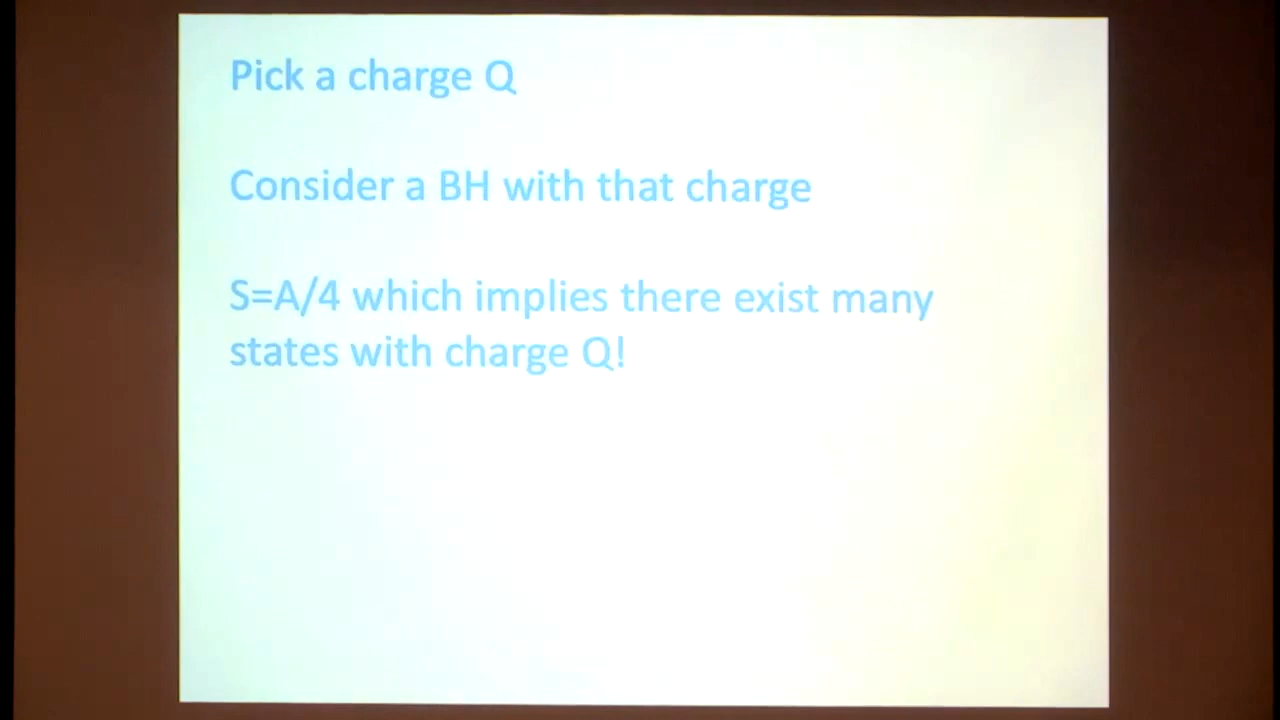 Pick a charge Q
Consider a BH with that charge
S=A/4 which implies there exist many
states with charge Q!